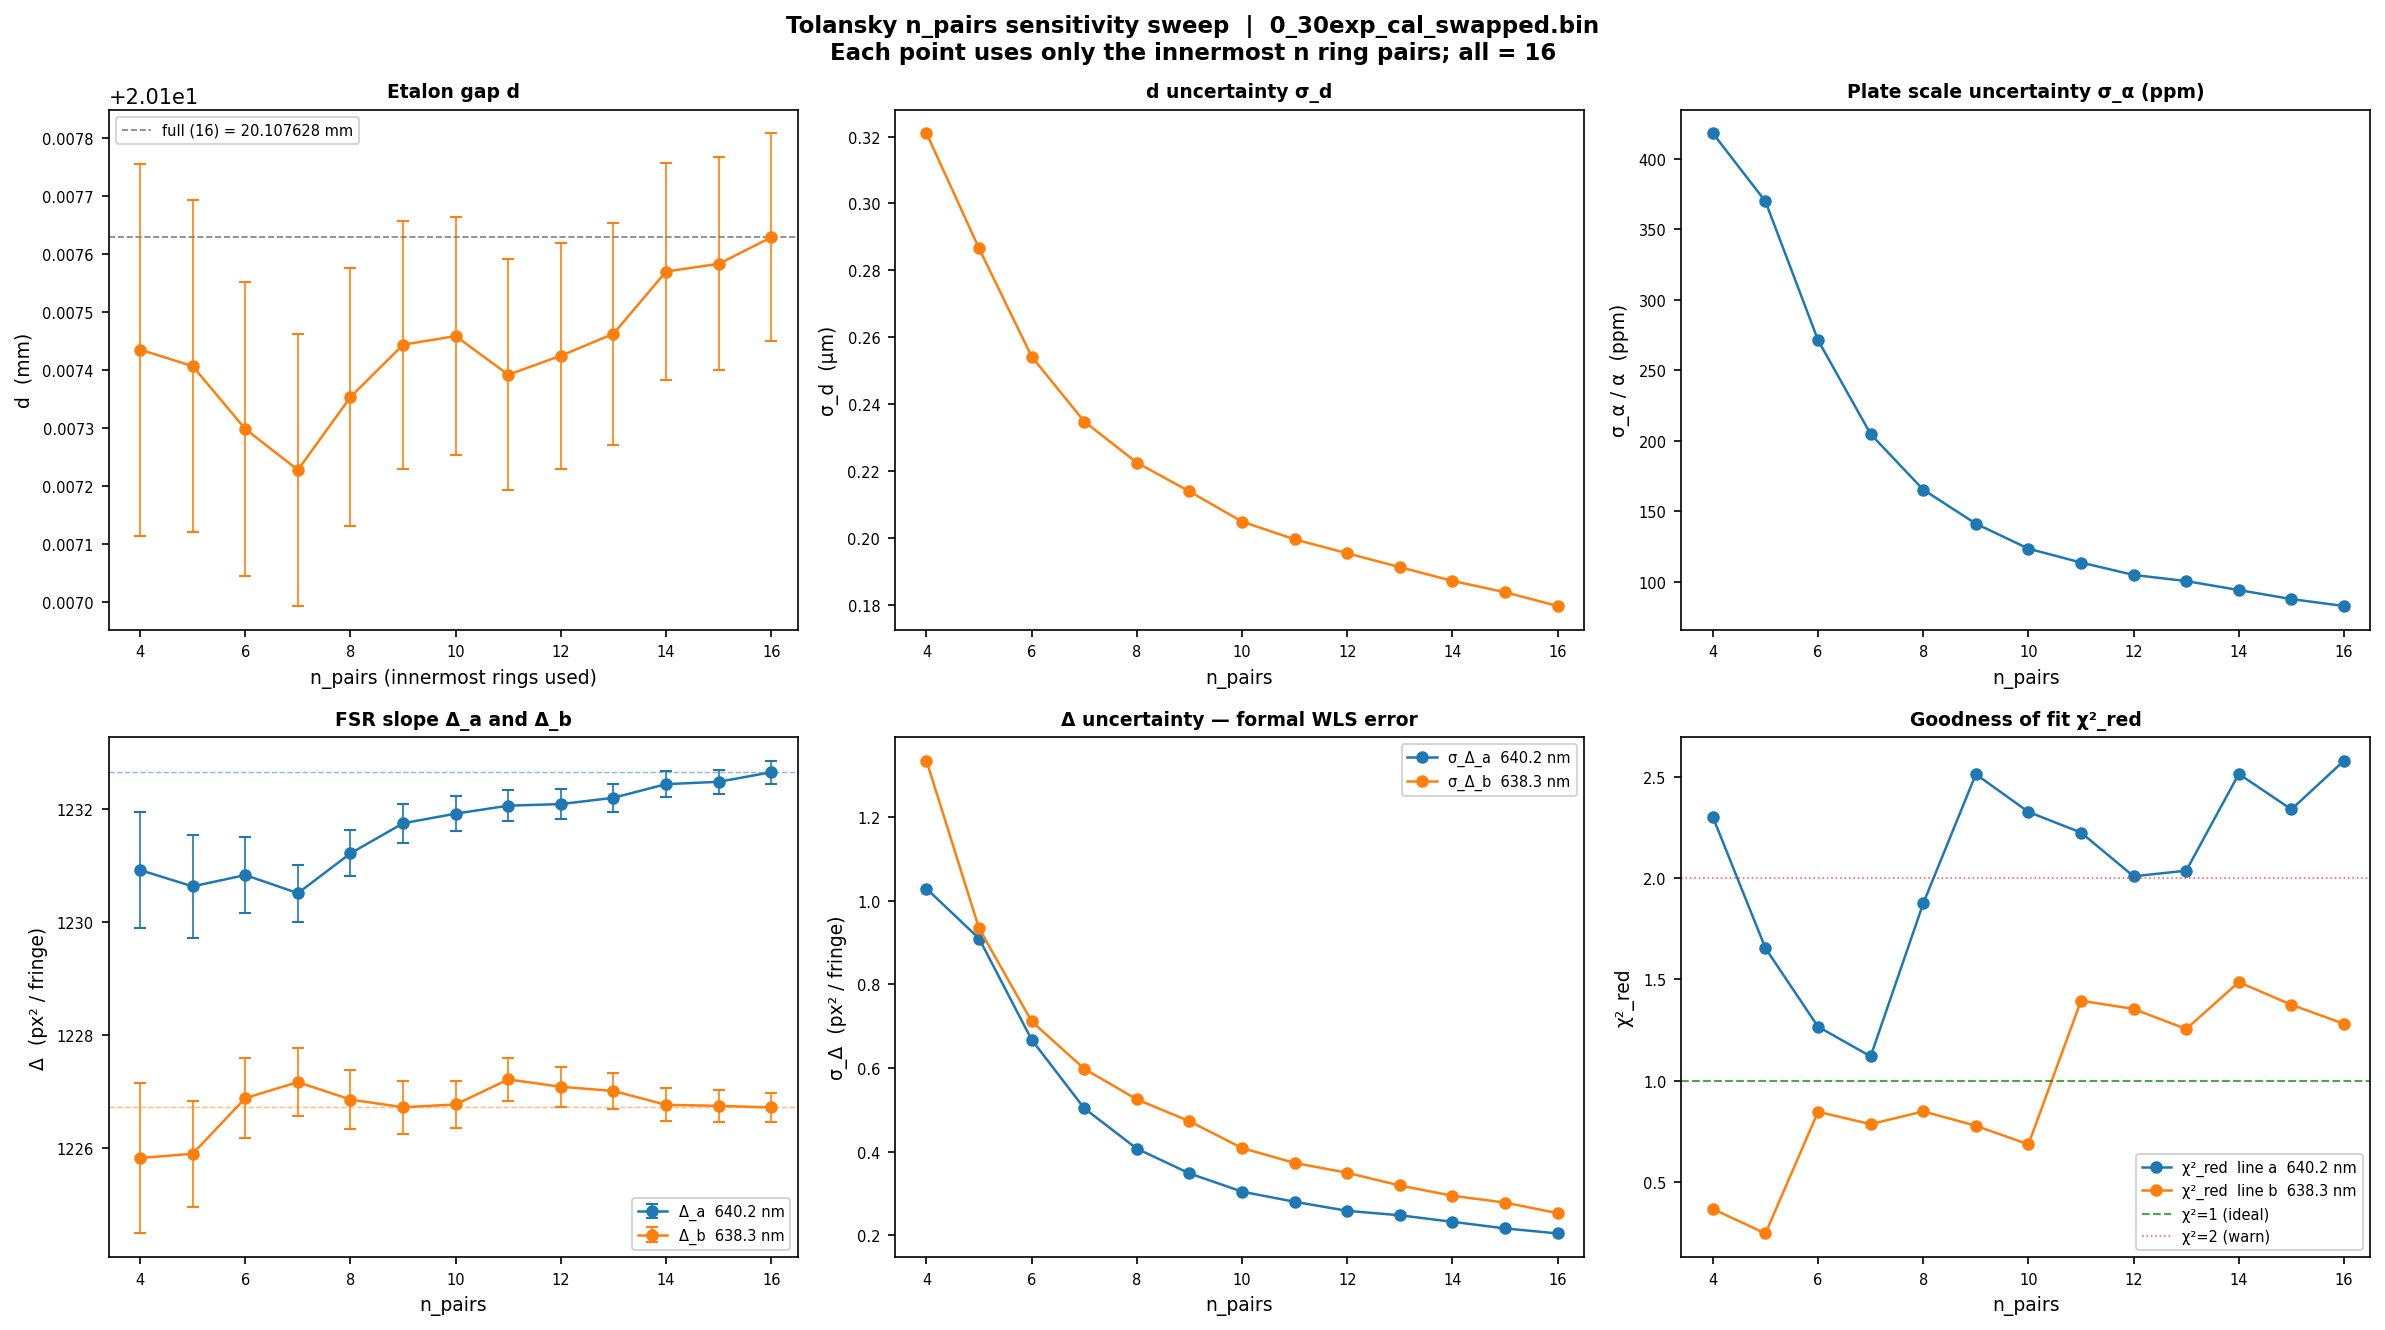 Tolansky n_pairs sensitivity sweep | 0_30exp_cal_swapped.bin
Each point uses only the innermost n ring pairs; all = 16
Etalon gap d
+2.01e1
full (16) = 20.107628 mm
0.0078
0.0077
0.0076
0.0075
0.0074
0.0073
0.0072
0.0071
0.0070
d (mm)
4 6 8 10 12 14 16
n_pairs (innermost rings used)
d uncertainty σ_d
0.32
0.30
0.28
0.26
0.24
0.22
0.20
0.18
σ_d (µm)
4 6 8 10 12 14 16
n_pairs
Plate scale uncertainty σ_α (ppm)
400
350
300
250
200
150
100
σ_α / α (ppm)
4 6 8 10 12 14 16
n_pairs
FSR slope Δ_a and Δ_b
1232
1230
1228
1226
Δ (px² / fringe)
Δ_a 640.2 nm
Δ_b 638.3 nm
4 6 8 10 12 14 16
n_pairs
Δ uncertainty — formal WLS error
σ_Δ_a 640.2 nm
σ_Δ_b 638.3 nm
1.2
1.0
0.8
0.6
0.4
0.2
σ_Δ (px² / fringe)
4 6 8 10 12 14 16
n_pairs
Goodness of fit χ²_red
2.5
2.0
1.5
1.0
0.5
χ²_red
χ²_red line a 640.2 nm
χ²_red line b 638.3 nm
χ²=1 (ideal)
χ²=2 (warn)
4 6 8 10 12 14 16
n_pairs